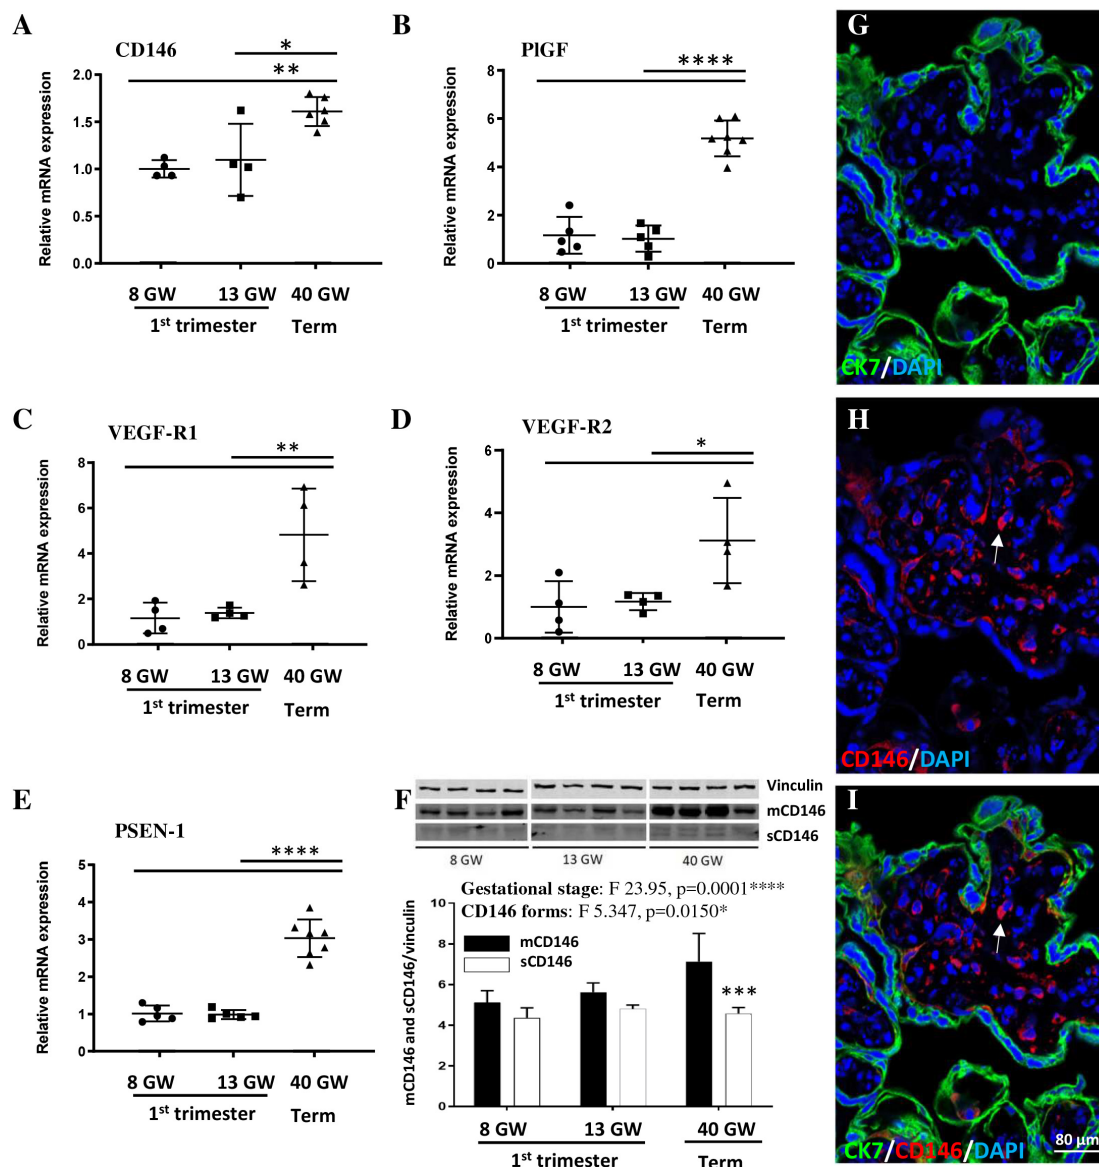 A
CD146
*
**
Relative mRNA expression
2.0
1.5
1.0
0.5
0.0
8 GW 13 GW 40 GW
1st trimester Term
B
PlGF
****
Relative mRNA expression
8
6
4
2
0
8 GW 13 GW 40 GW
1st trimester Term
C
VEGF-R1
**
Relative mRNA expression
8
6
4
2
0
8 GW 13 GW 40 GW
1st trimester Term
D
VEGF-R2
*
Relative mRNA expression
6
4
2
0
8 GW 13 GW 40 GW
1st trimester Term
E
PSEN-1
****
Relative mRNA expression
5
4
3
2
1
0
8 GW 13 GW 40 GW
1st trimester Term
F
Vinculin
mCD146
sCD146
8 GW 13 GW 40 GW
Gestational stage: F 23.95, p=0.0001****
CD146 forms: F 5.347, p=0.0150*
mCD146
sCD146
***
mCD146 and sCD146/vinculin
10
8
6
4
2
0
8 GW 13 GW 40 GW
1st trimester Term
G
CK7/DAPI
H
CD146/DAPI
I
80 µm
CK7/CD146/DAPI